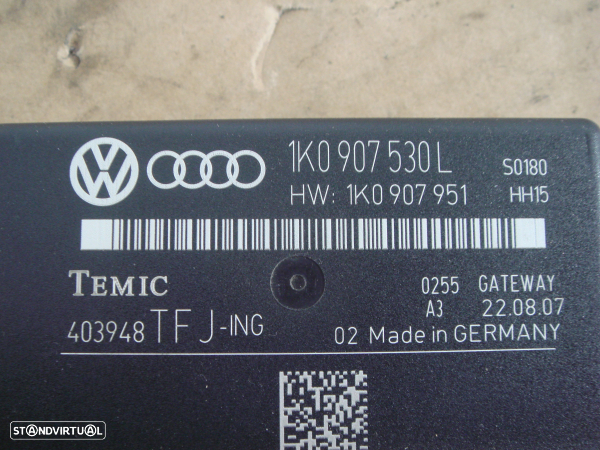 1K0 907 530 L S0180
HW: 1K0 907 951 HH15
TEMIC 0255 GATEWAY
A3 22.08.07
403948 TFJ-ING 02 Made in GERMANY
STANDVIRTUAL